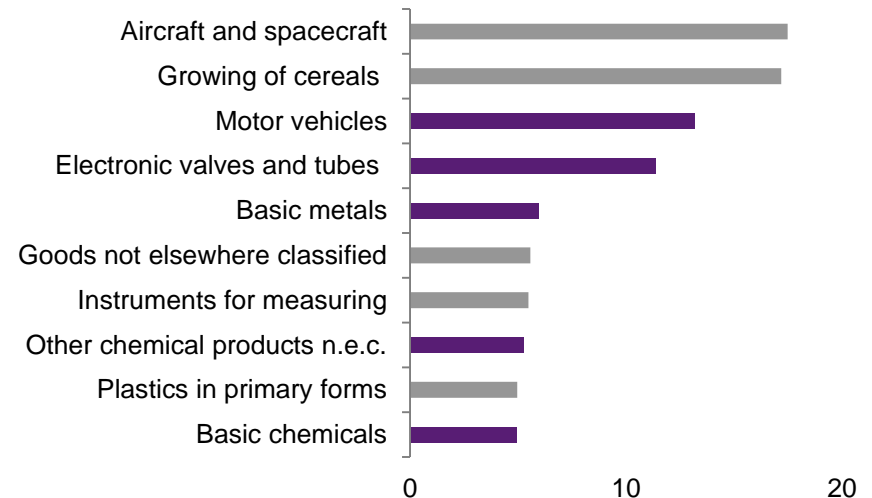 Aircraft and spacecraft
Growing of cereals
Motor vehicles
Electronic valves and tubes
Basic metals
Goods not elsewhere classified
Instruments for measuring
Other chemical products n.e.c.
Plastics in primary forms
Basic chemicals
0 10 20